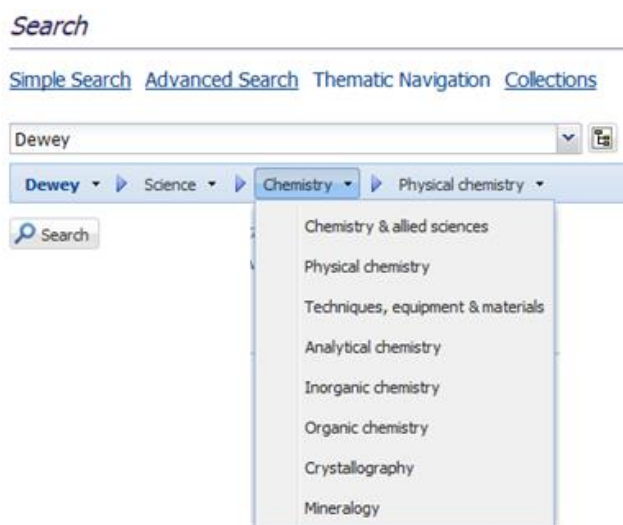 Search
Simple Search Advanced Search Thematic Navigation Collections
Dewey
Dewey Science Chemistry Physical chemistry
Search
Chemistry & allied sciences
Physical chemistry
Techniques, equipment & materials
Analytical chemistry
Inorganic chemistry
Organic chemistry
Crystallography
Mineralogy